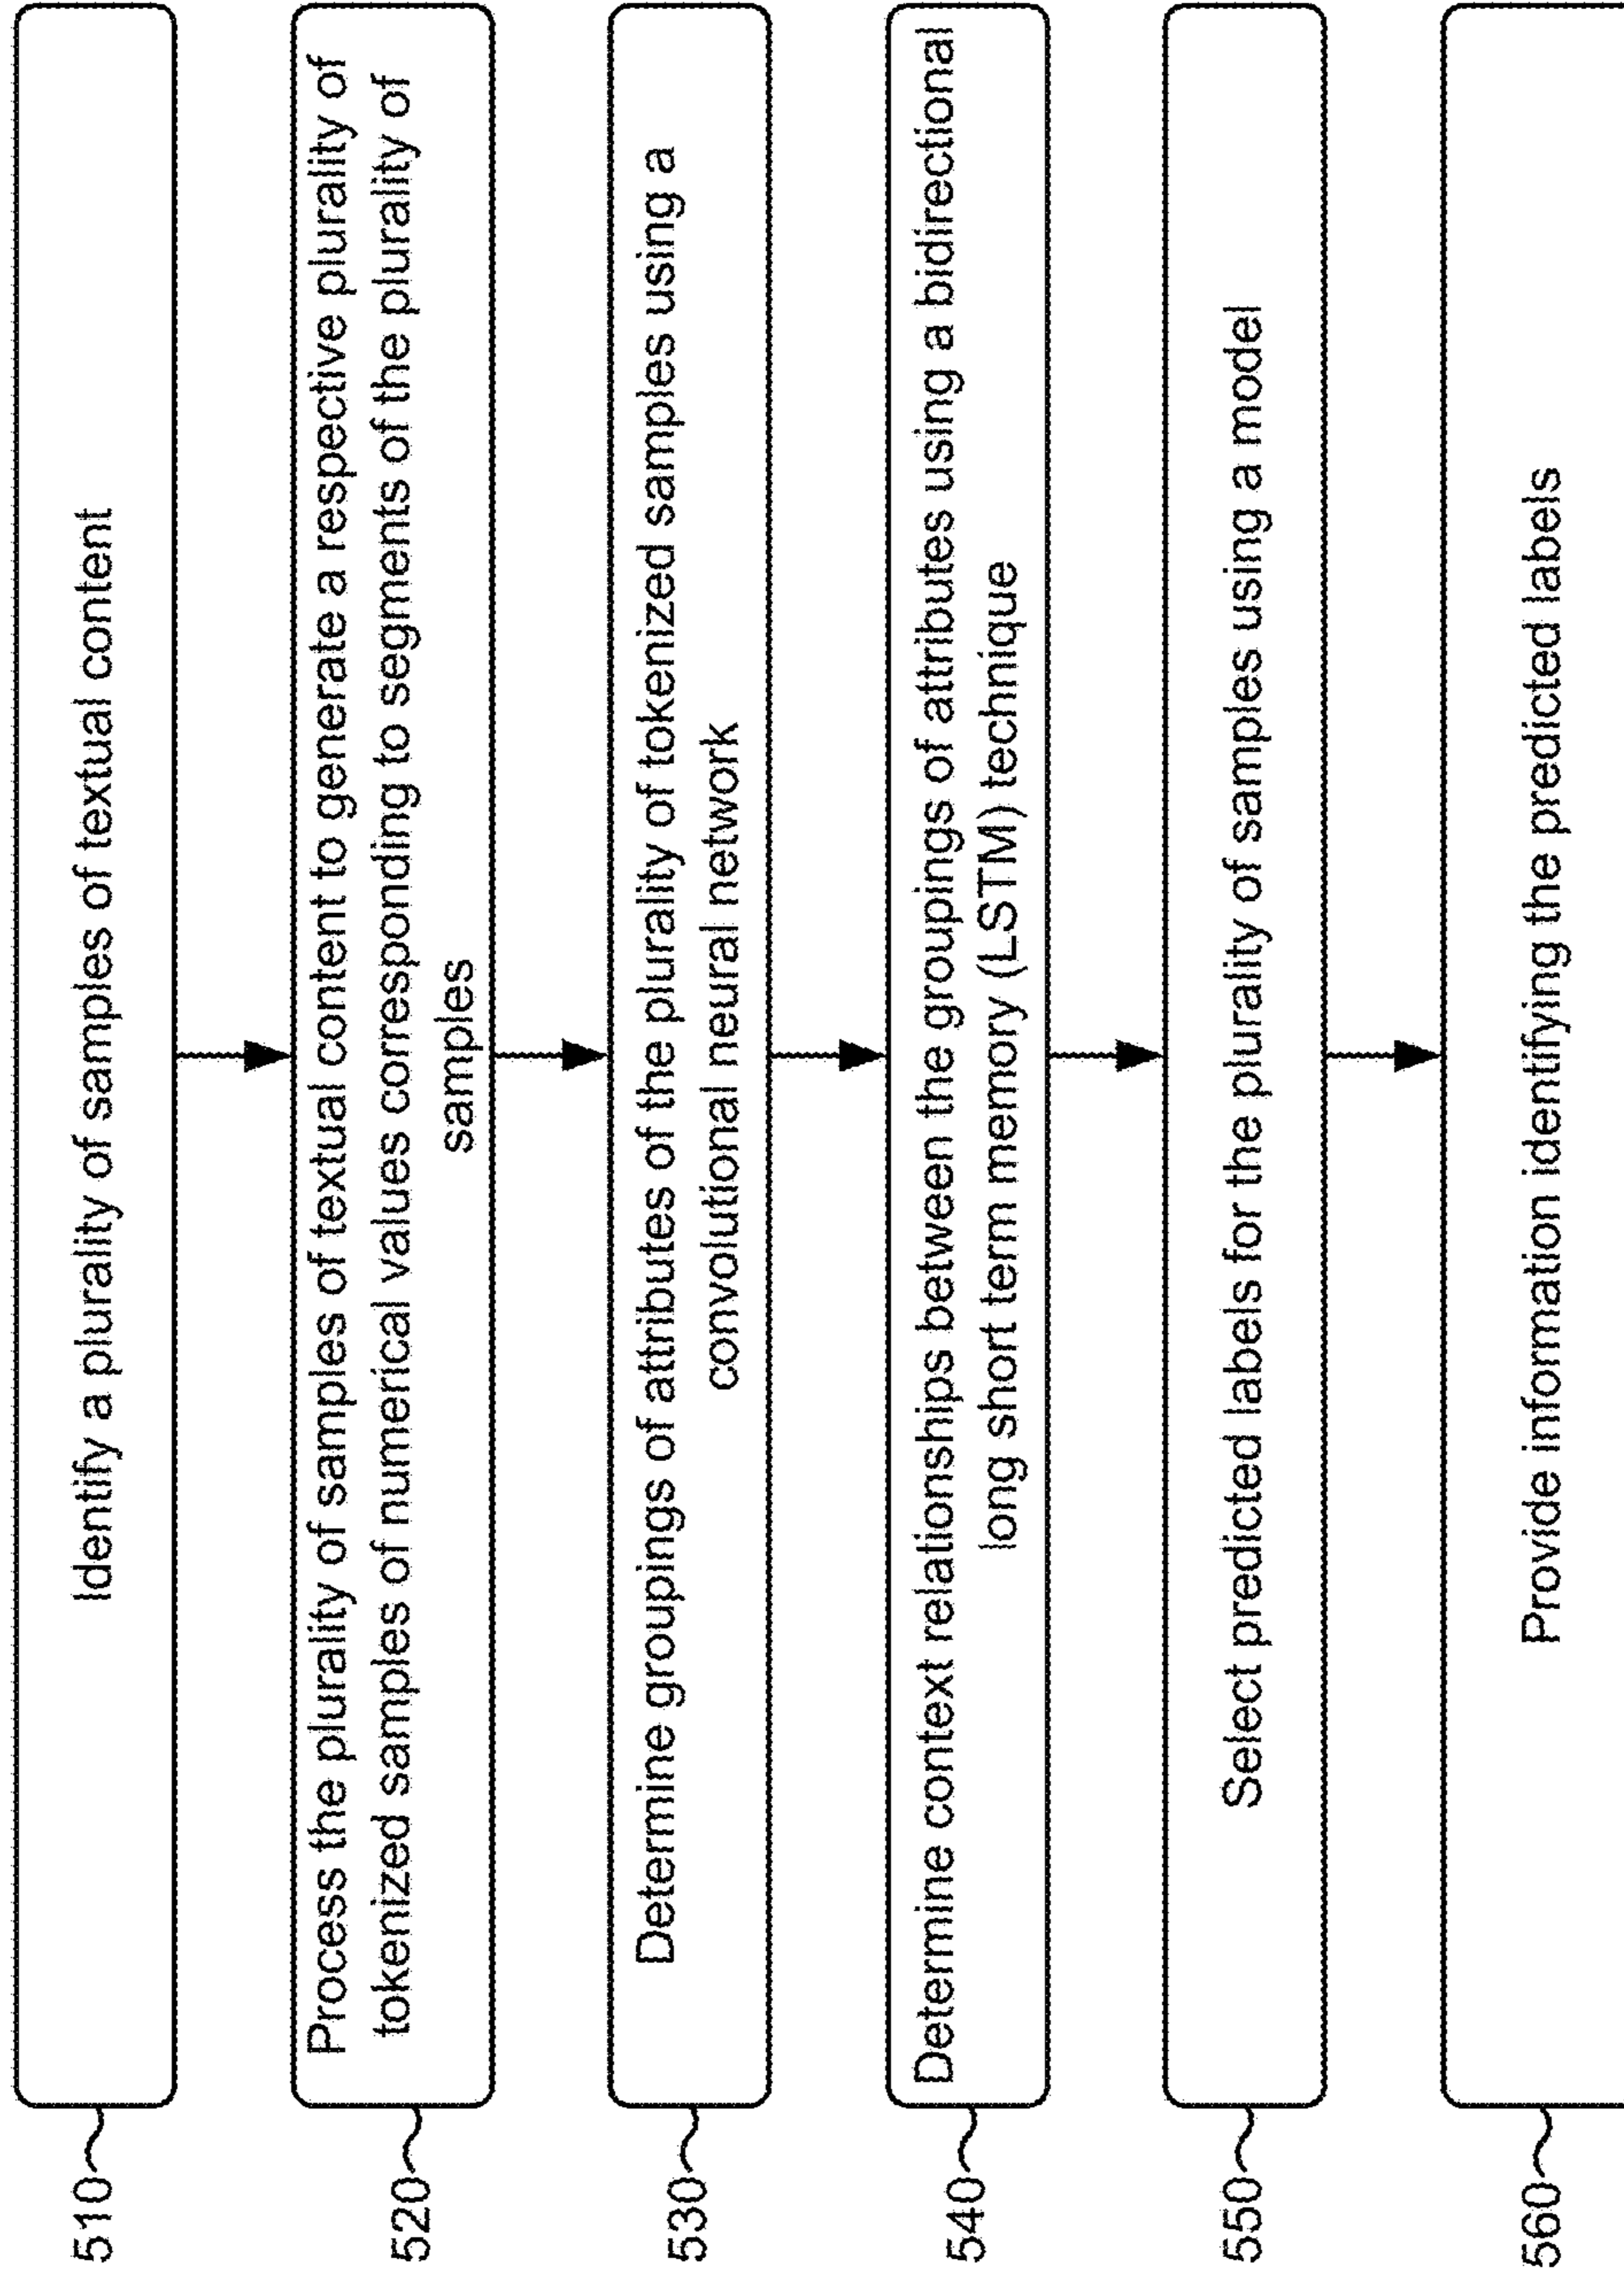 510
Identify a plurality of samples of textual content
520
Process the plurality of samples of textual content to generate a respective plurality of
tokenized samples of numerical values corresponding to segments of the plurality of
samples
530
Determine groupings of attributes of the plurality of tokenized samples using a
convolutional neural network
540
Determine context relationships between the groupings of attributes using a bidirectional
long short term memory (LSTM) technique
550
Select predicted labels for the plurality of samples using a model
560
Provide information identifying the predicted labels